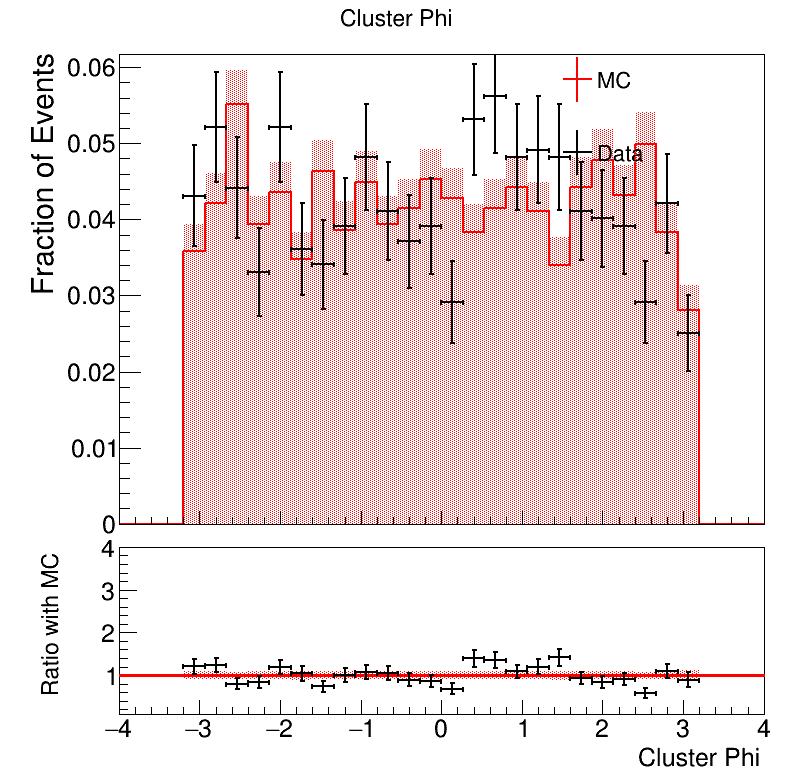 Cluster Phi
Fraction of Events
0.06
0.05
0.04
0.03
0.02
0.01
0
MC
Data
Ratio with MC
4
3
2
1
−4 −3 −2 −1 0 1 2 3 4
Cluster Phi